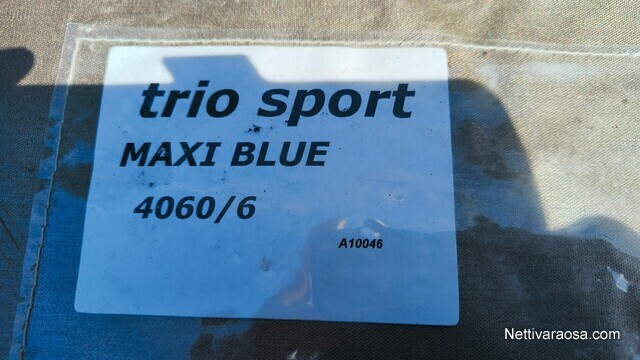 trio sport
MAXI BLUE
4060/6
A10046
Nettivaraosa.com